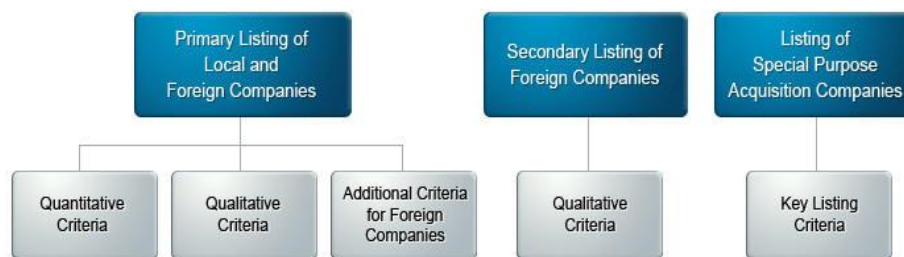 Primary Listing of
Local and
Foreign Companies
Secondary Listing of
Foreign Companies
Listing of
Special Purpose
Acquisition Companies
Quantitative
Criteria
Qualitative
Criteria
Additional Criteria
for Foreign
Companies
Qualitative
Criteria
Key Listing
Criteria